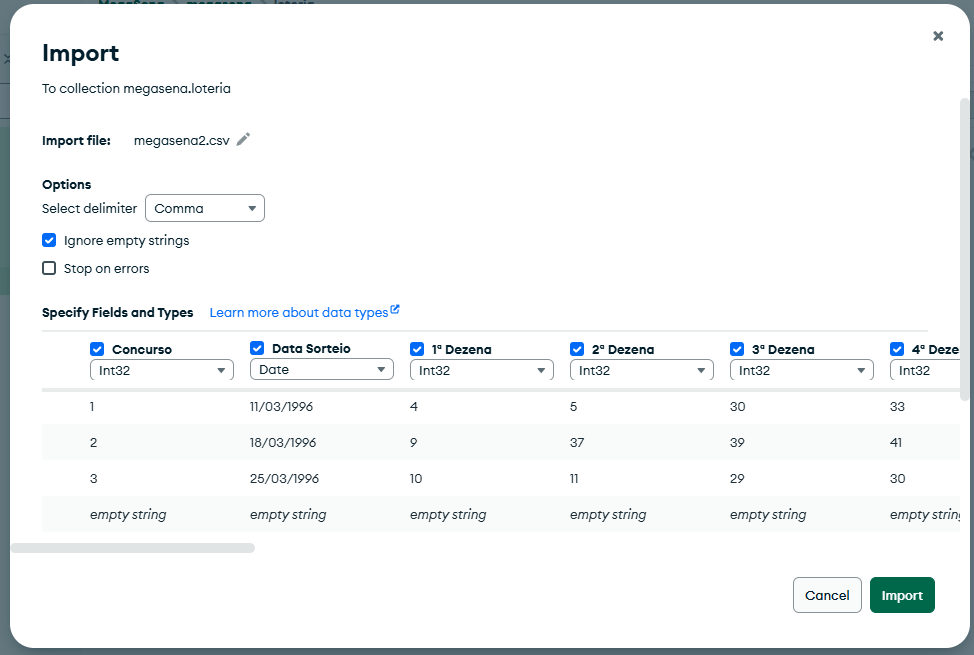 Import
To collection megasena.loteria
Import file: megasena2.csv
Options
Select delimiter Comma
Ignore empty strings
Stop on errors
Specify Fields and Types Learn more about data types
Concurso Data Sorteio 1ª Dezena 2ª Dezena 3ª Dezena 4ª Deze
Int32 Date Int32 Int32 Int32 Int32
1 11/03/1996 4 5 30 33
2 18/03/1996 9 37 39 41
3 25/03/1996 10 11 29 30
empty string empty string empty string empty string empty string empty string
Cancel Import